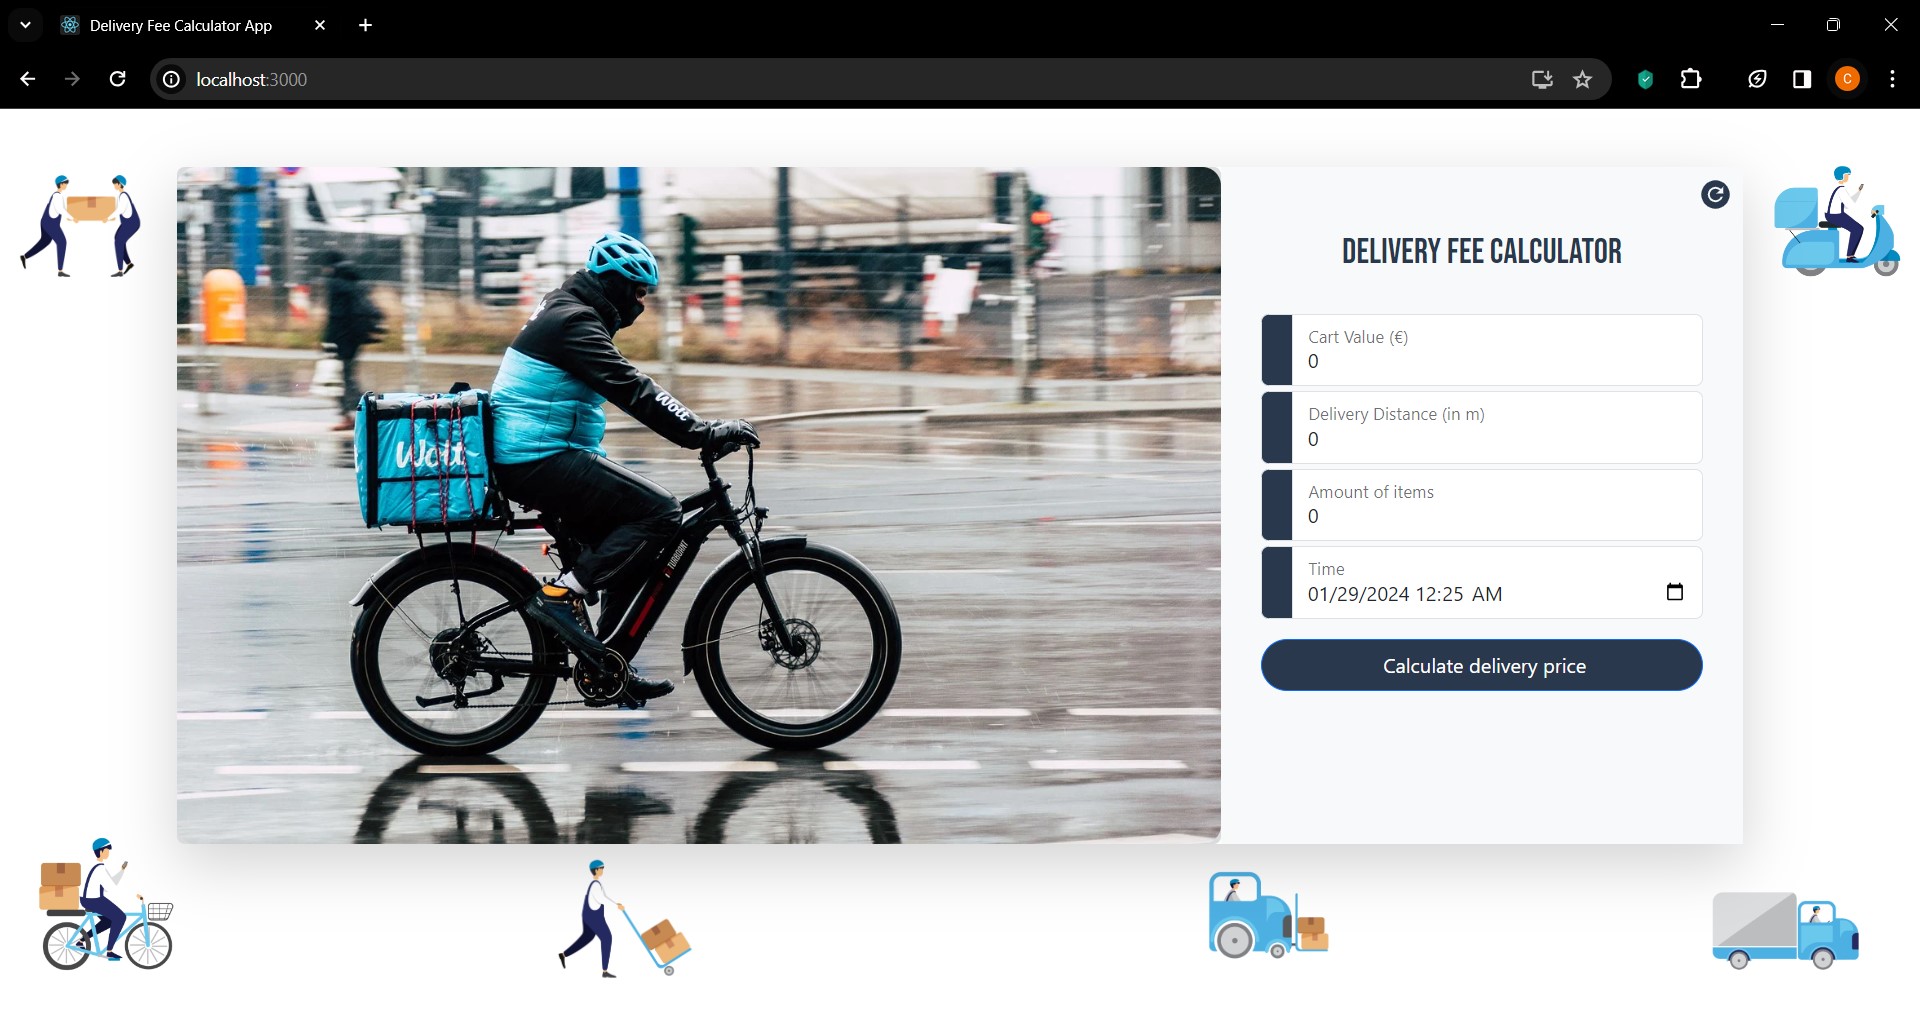 Delivery Fee Calculator App
localhost:3000
C
DELIVERY FEE CALCULATOR
Wolt
Wolt
TURBOANT
Cart Value (€)
0
Delivery Distance (in m)
0
Amount of items
0
Time
01/29/2024 12:25 AM
Calculate delivery price